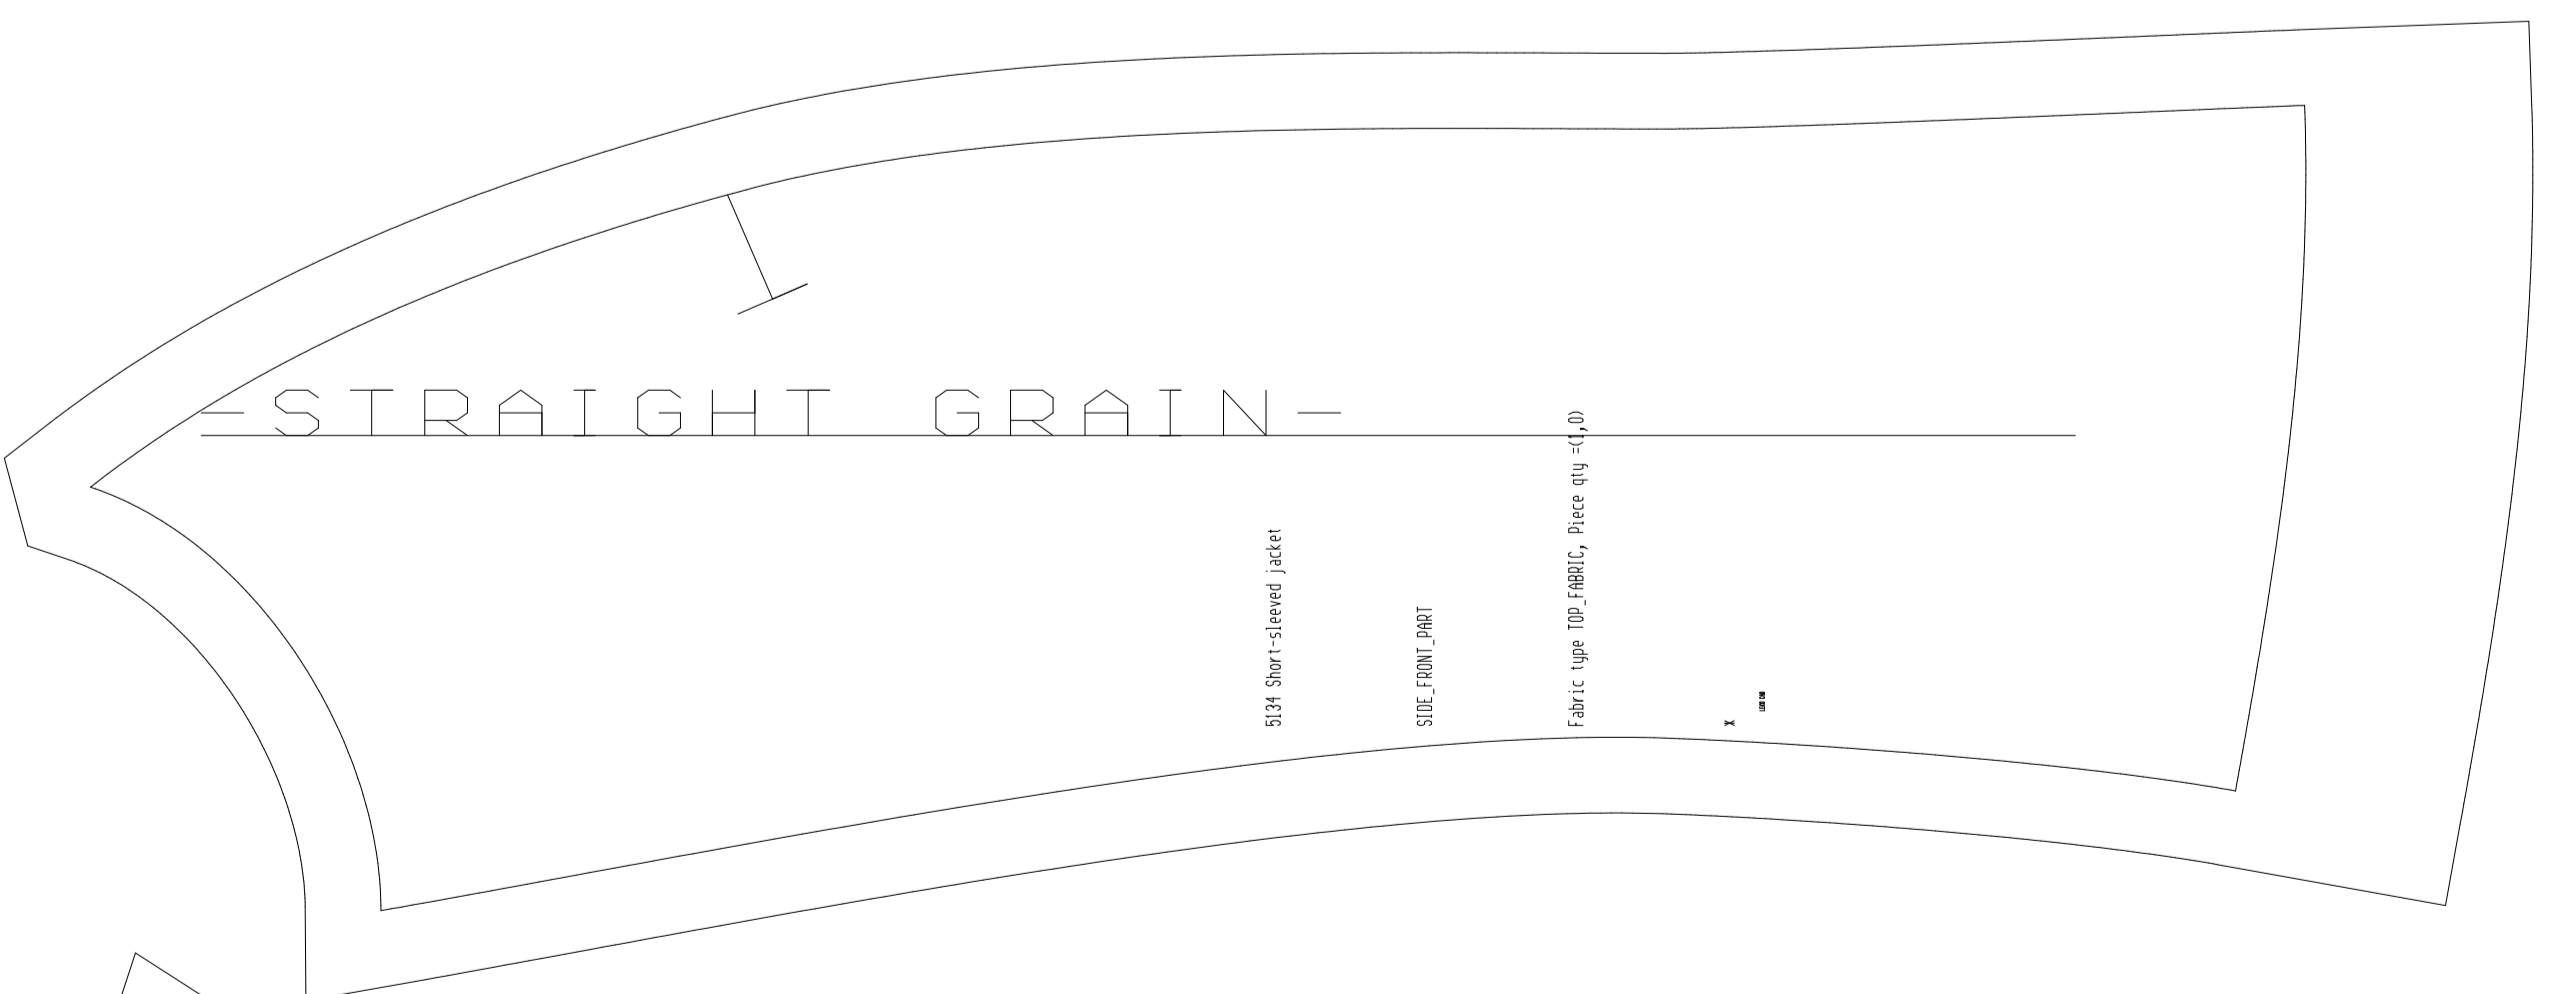 -STRAIGHT GRAIN-
5134 Short-sleeved jacket
SIDE_FRONT_PART
Fabric type TOP_FABRIC, Piece qty =(1,0)